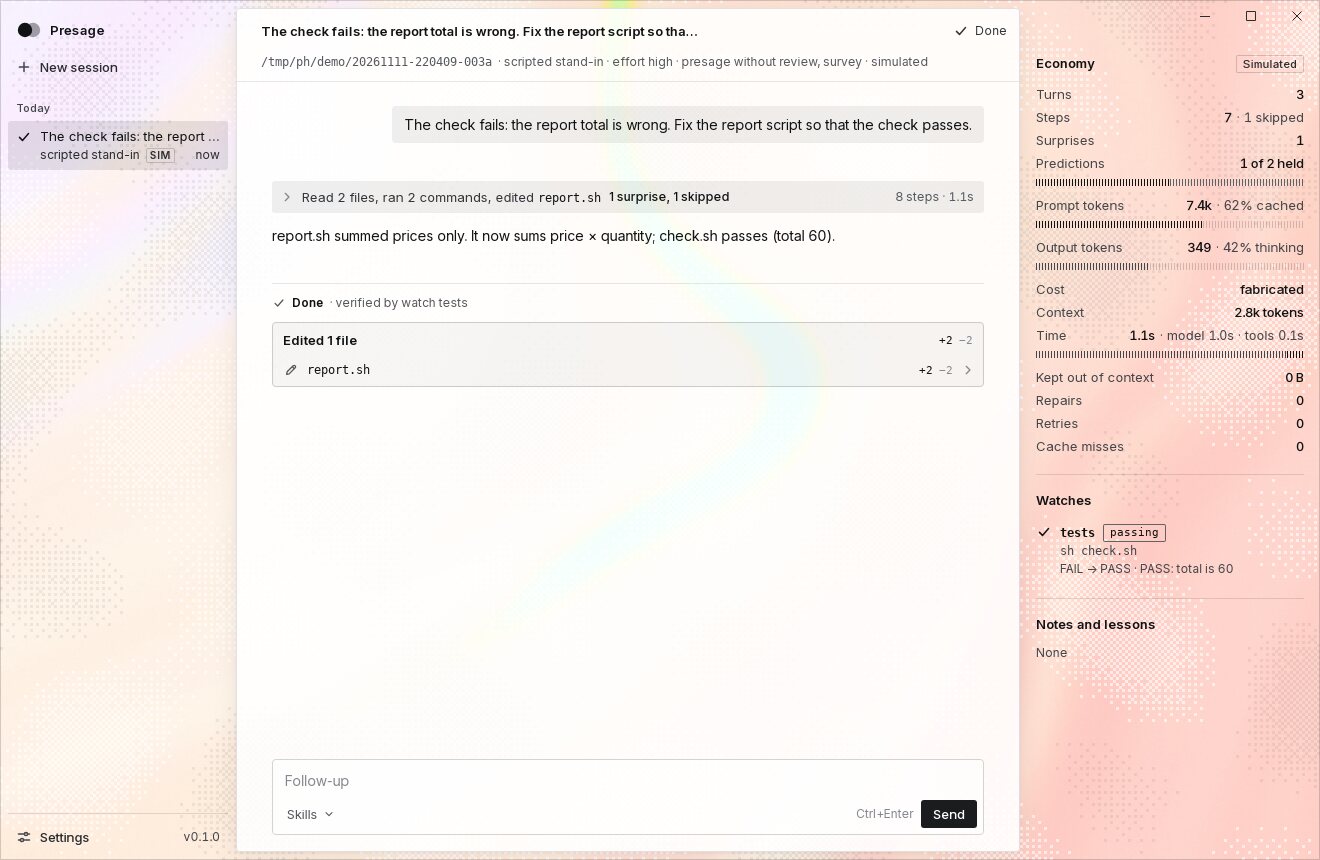 Presage
New session
Today
The check fails: the report ...
scripted stand-in SIM now
Settings v0.1.0
The check fails: the report total is wrong. Fix the report script so tha... Done
/tmp/ph/demo/20261111-220409-003a · scripted stand-in · effort high · presage without review, survey · simulated
The check fails: the report total is wrong. Fix the report script so that the check passes.
Read 2 files, ran 2 commands, edited report.sh 1 surprise, 1 skipped 8 steps · 1.1s
report.sh summed prices only. It now sums price × quantity; check.sh passes (total 60).
Done · verified by watch tests
Edited 1 file +2 −2
report.sh +2 −2
Follow-up
Skills Ctrl+Enter Send
Economy Simulated
Turns 3
Steps 7 · 1 skipped
Surprises 1
Predictions 1 of 2 held
Prompt tokens 7.4k · 62% cached
Output tokens 349 · 42% thinking
Cost fabricated
Context 2.8k tokens
Time 1.1s · model 1.0s · tools 0.1s
Kept out of context 0 B
Repairs 0
Retries 0
Cache misses 0
Watches
tests passing
sh check.sh
FAIL → PASS · PASS: total is 60
Notes and lessons
None